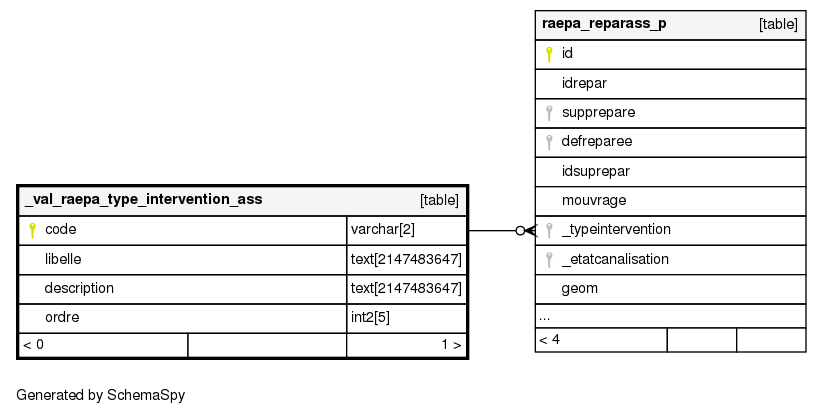 raepa_reparass_p [table]
id
idrepar
supprepare
defreparee
idsuprepar
mouvrage
_typeintervention
_etatcanalisation
geom
...
< 4
_val_raepa_type_intervention_ass [table]
code varchar[2]
libelle text[2147483647]
description text[2147483647]
ordre int2[5]
< 0 1 >
Generated by SchemaSpy